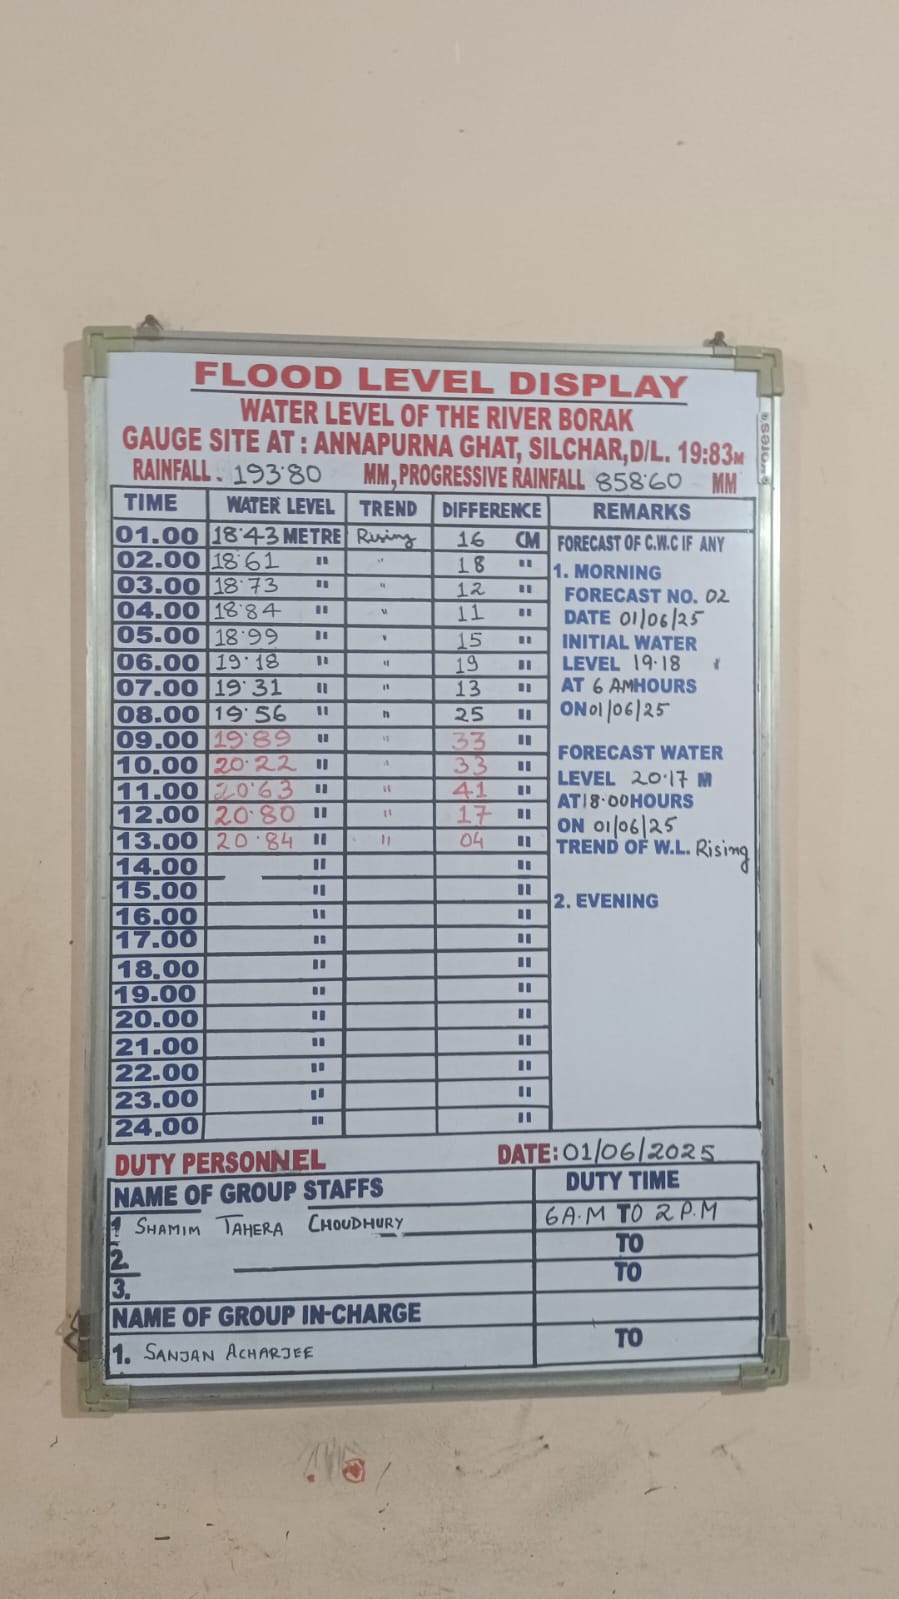 FLOOD LEVEL DISPLAY
WATER LEVEL OF THE RIVER BORAK
GAUGE SITE AT : ANNAPURNA GHAT, SILCHAR, D/L. 19:83M
RAINFALL. 193.80 MM, PROGRESSIVE RAINFALL 858.60 MM
TIME WATER LEVEL TREND DIFFERENCE REMARKS
01.00 18.43 METRE Rising 16 CM
02.00 18.61 " " 18 "
03.00 18.73 " " 12 "
04.00 18.84 " " 11 "
05.00 18.99 " " 15 "
06.00 19.18 " " 19 "
07.00 19.31 " " 13 "
08.00 19.56 " " 25 "
09.00 19.89 " " 33 "
10.00 20.22 " " 33 "
11.00 20.63 " " 41 "
12.00 20.80 " " 17 "
13.00 20.84 " " 04 "
14.00 " "
15.00 " "
16.00 " "
17.00 " "
18.00 " "
19.00 " "
20.00 " "
21.00 " "
22.00 " "
23.00 " "
24.00 " "
FORECAST OF C.W.C IF ANY
1. MORNING
FORECAST NO. 02
DATE 01/06/25
INITIAL WATER
LEVEL 19.18
AT 6 AM HOURS
ON 01/06/25
FORECAST WATER
LEVEL 20.17 M
AT 18.00 HOURS
ON 01/06/25
TREND OF W.L. Rising
2. EVENING
DUTY PERSONNEL DATE: 01/06/2025
NAME OF GROUP STAFFS DUTY TIME
1 SHAMIM TAHERA CHOUDHURY 6 A.M TO 2 P.M
2. TO
3. TO
NAME OF GROUP IN-CHARGE
1. SANJAN ACHARJEE TO